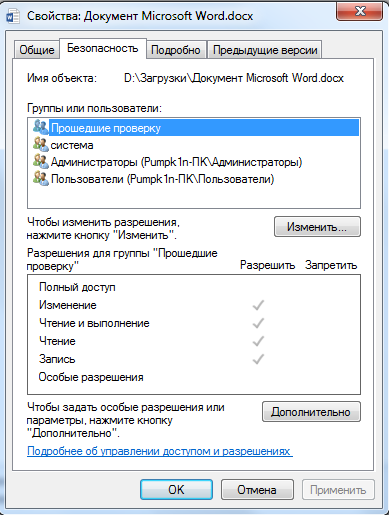 Свойства: Документ Microsoft Word.docx
Общие Безопасность Подробно Предыдущие версии
Имя объекта: D:\Загрузки\Документ Microsoft Word.docx
Группы или пользователи:
Прошедшие проверку
система
Администраторы (Pumpk1n-ПК\Администраторы)
Пользователи (Pumpk1n-ПК\Пользователи)
Чтобы изменить разрешения,
нажмите кнопку "Изменить".
Изменить...
Разрешения для группы "Прошедшие
проверку"
Разрешить Запретить
Полный доступ
Изменение
Чтение и выполнение
Чтение
Запись
Особые разрешения
Чтобы задать особые разрешения или
параметры, нажмите кнопку
"Дополнительно".
Дополнительно
Подробнее об управлении доступом и разрешениях
OK Отмена Применить